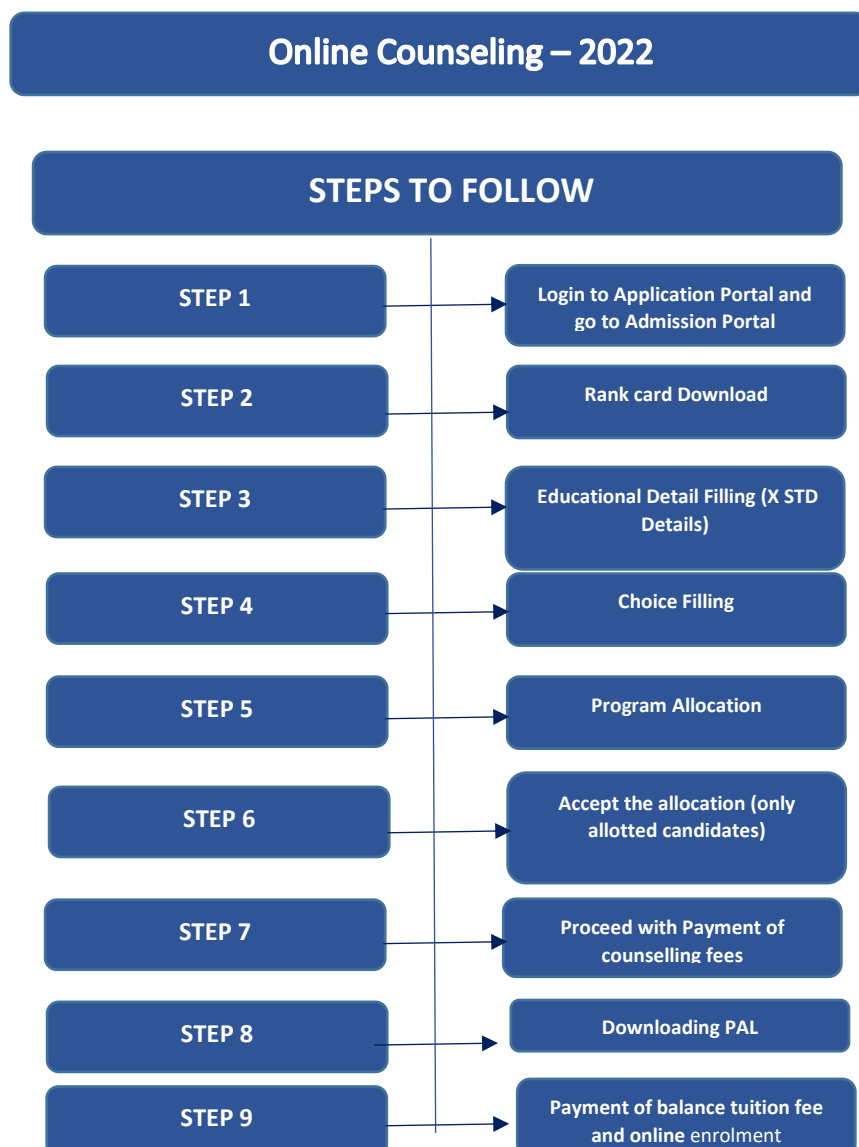 Online Counseling – 2022
STEPS TO FOLLOW
STEP 1
Login to Application Portal and
go to Admission Portal
STEP 2
Rank card Download
STEP 3
Educational Detail Filling (X STD
Details)
STEP 4
Choice Filling
STEP 5
Program Allocation
STEP 6
Accept the allocation (only
allotted candidates)
STEP 7
Proceed with Payment of
counselling fees
STEP 8
Downloading PAL
STEP 9
Payment of balance tuition fee
and online enrolment